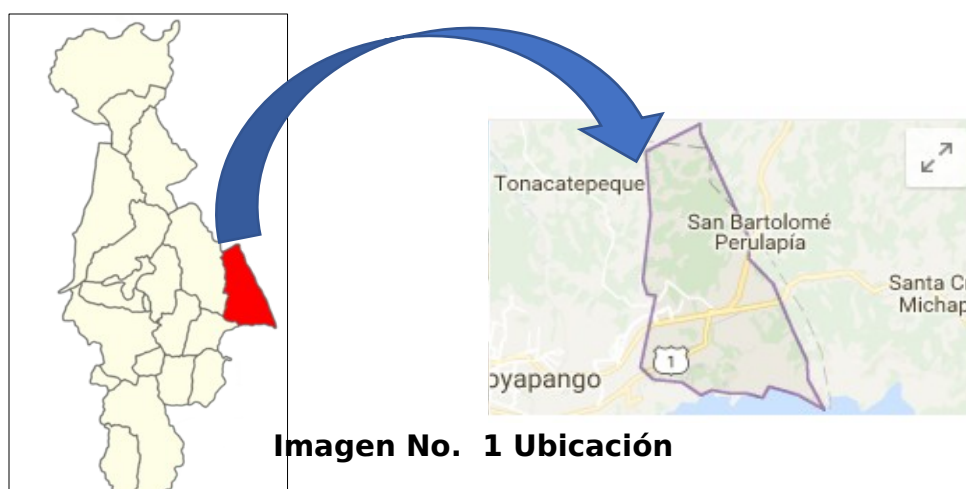 Tonacatepeque
San Bartolomé
Perulapía
Santa C
Michap
1
oyapango
Imagen No. 1 Ubicación